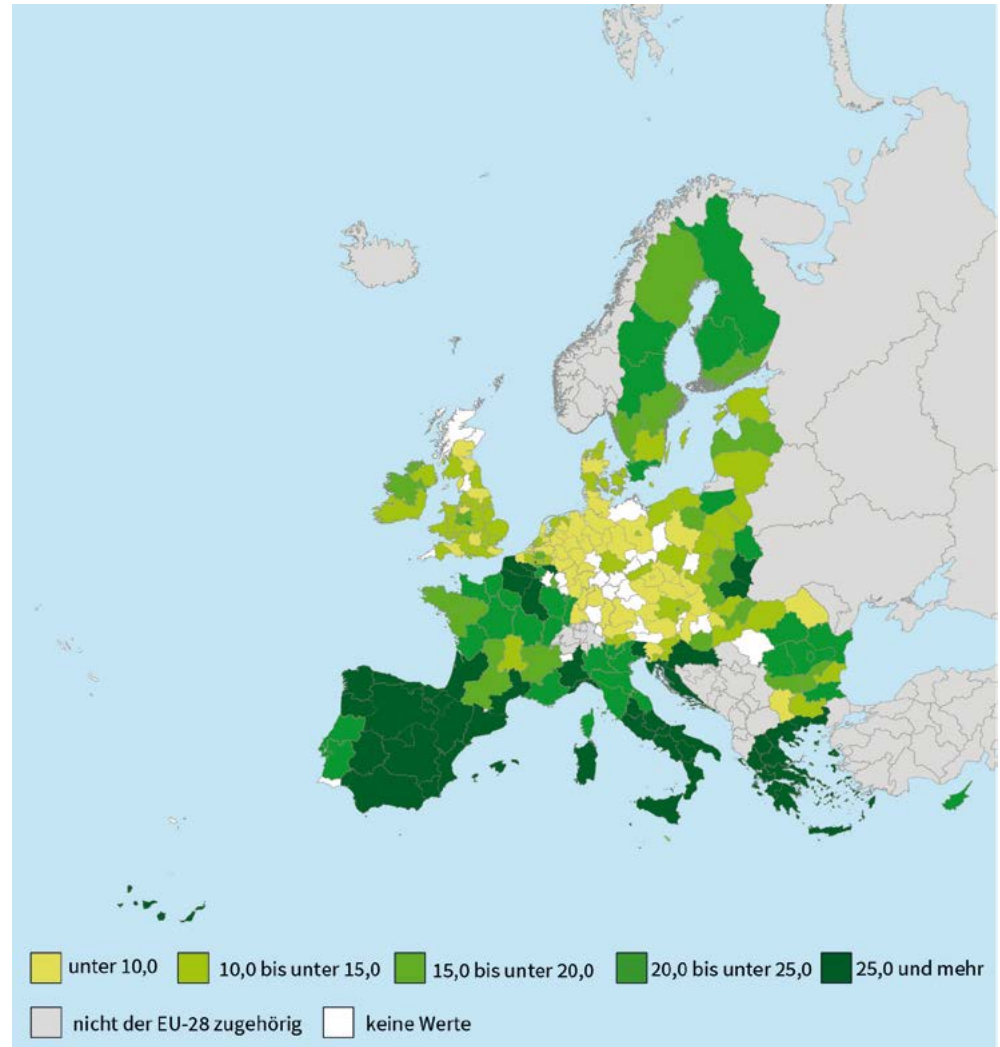 unter 10,0
10,0 bis unter 15,0
15,0 bis unter 20,0
20,0 bis unter 25,0
25,0 und mehr
nicht der EU-28 zugehörig
keine Werte